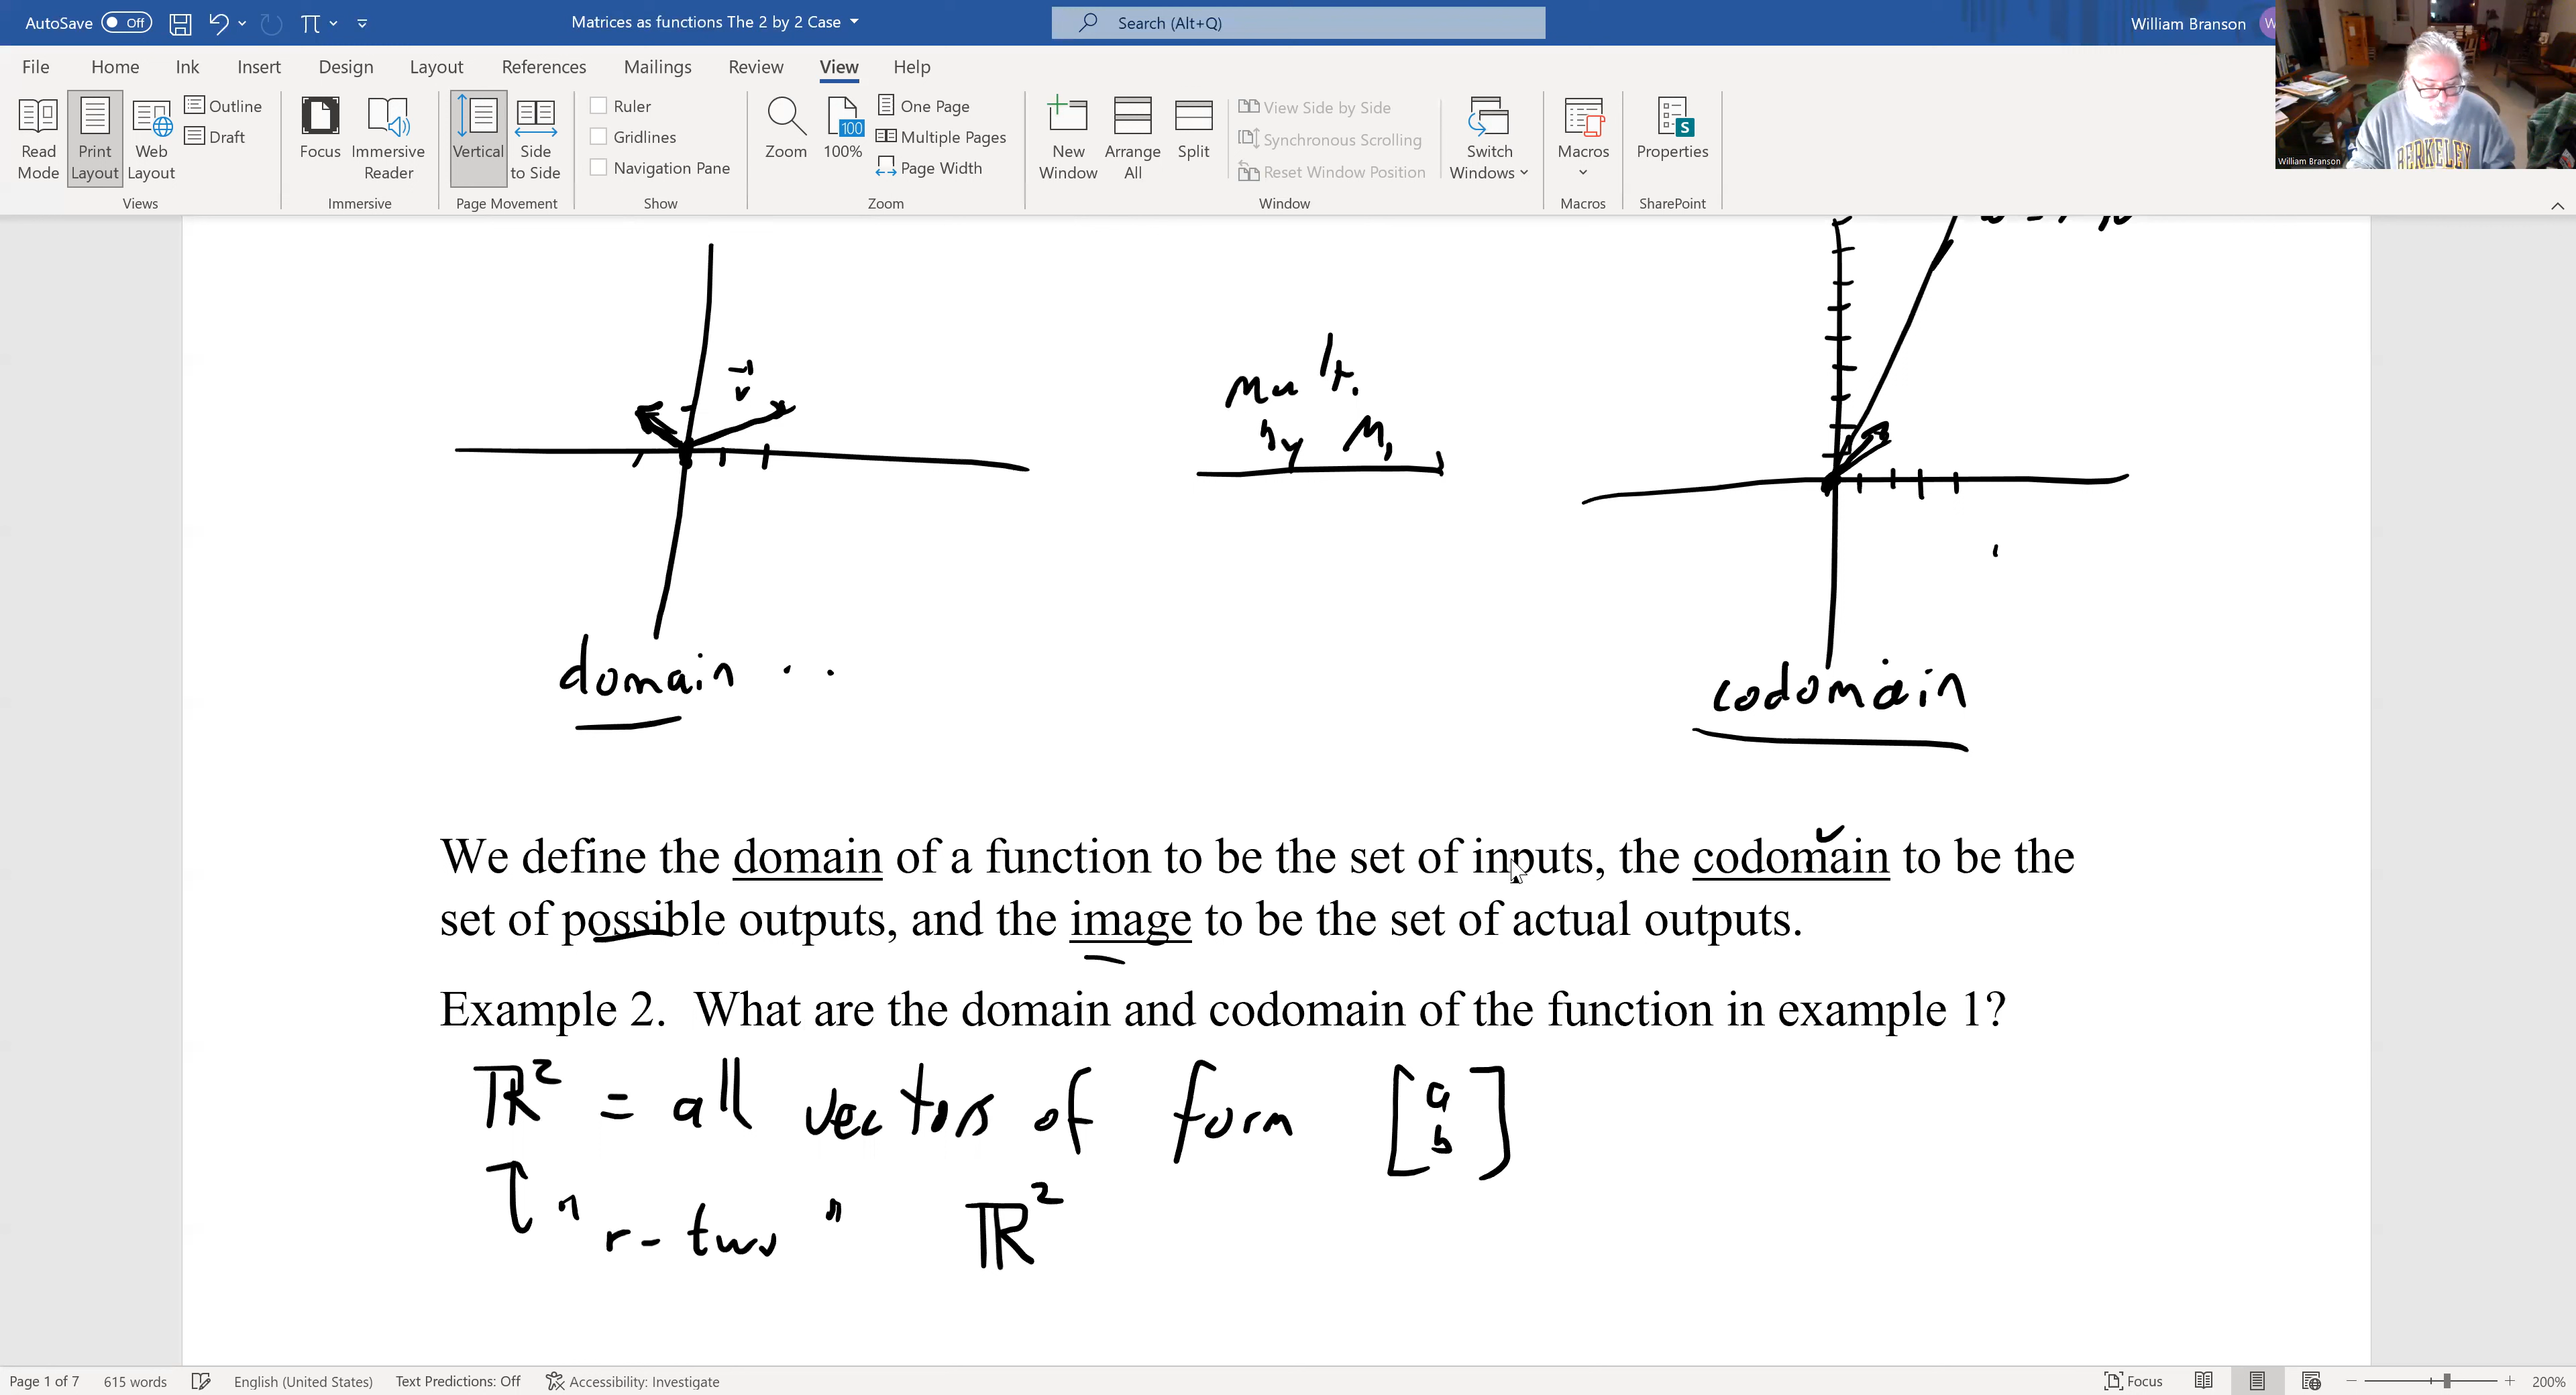 AutoSave Off Matrices as functions The 2 by 2 Case Search (Alt+Q) William Branson
File Home Ink Insert Design Layout References Mailings Review View Help
Read Mode
Print Layout
Web Layout
Outline
Draft
Views
Focus
Immersive Reader
Immersive
Vertical
Side to Side
Page Movement
Ruler
Gridlines
Navigation Pane
Show
Zoom
100
100%
One Page
Multiple Pages
Page Width
Zoom
New Window
Arrange All
Split
View Side by Side
Synchronous Scrolling
Reset Window Position
Window
Switch Windows
Macros
Macros
S
Properties
SharePoint
BERKELEY
William Branson
v
mult.
by M₁
domain
codomain
We define the domain of a function to be the set of inputs, the codomain to be the
set of possible outputs, and the image to be the set of actual outputs.
Example 2. What are the domain and codomain of the function in example 1?
ℝ² = all vectors of form [a b]
"r-two" ℝ²
Page 1 of 7 615 words English (United States) Text Predictions: Off Accessibility: Investigate Focus 200%